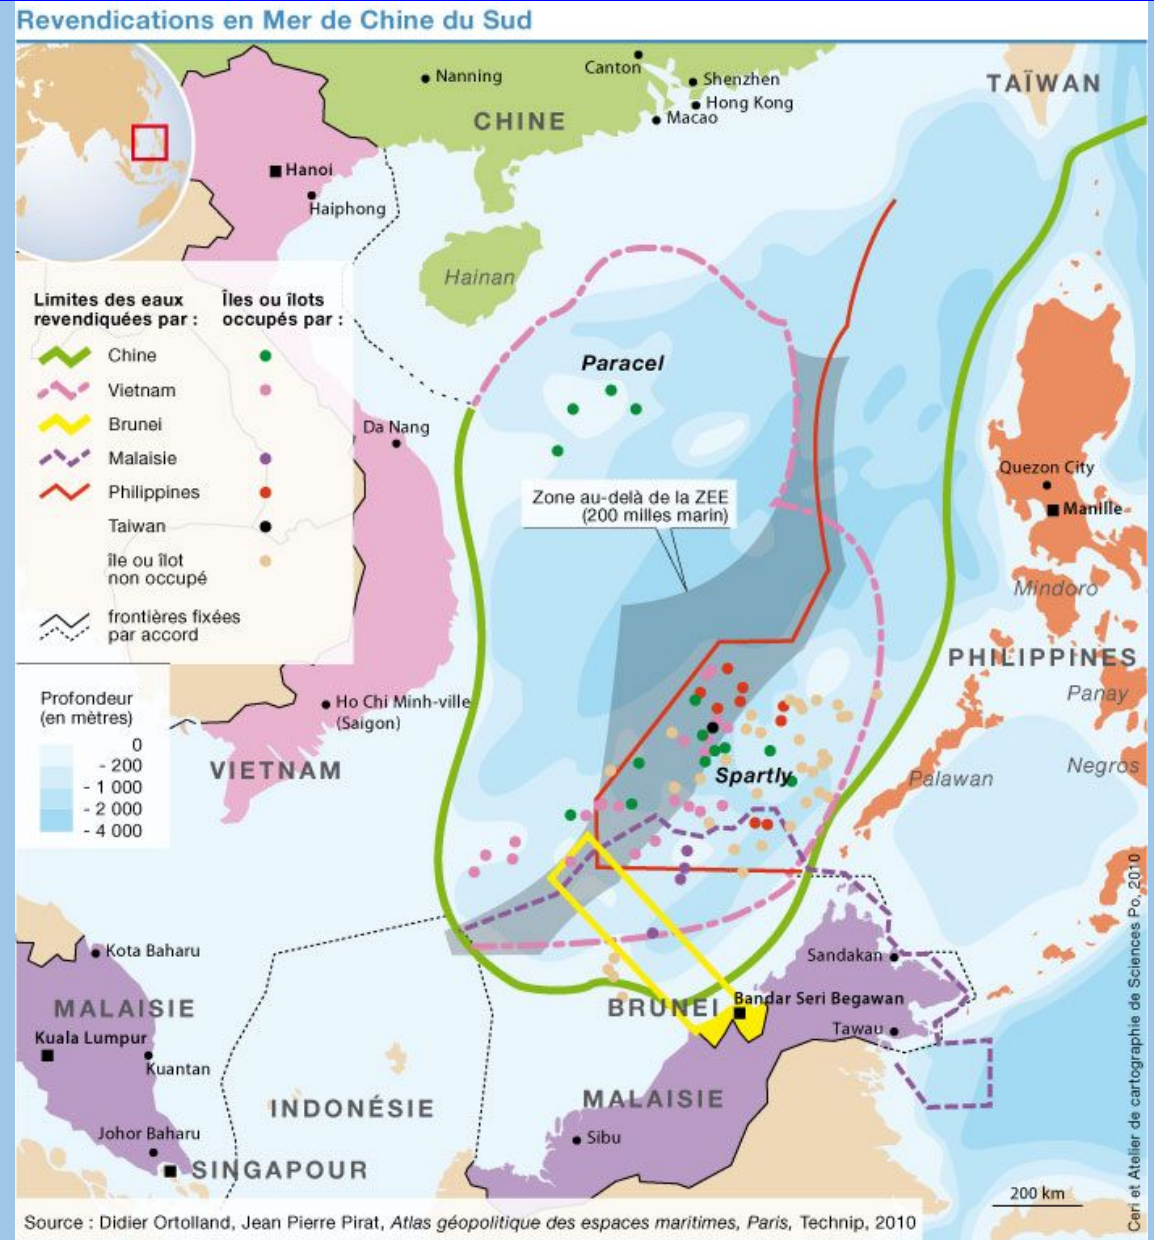 Revendications en Mer de Chine du Sud
Nanning
Canton
Shenzhen
Hong Kong
Macao
CHINE
TAÏWAN
Hanoi
Haiphong
Hainan
Limites des eaux
revendiquées par :
Îles ou îlots
occupés par :
Chine
Vietnam
Brunei
Malaisie
Philippines
Taiwan
île ou îlot
non occupé
frontières fixées
par accord
Paracel
Da Nang
Zone au-delà de la ZEE
(200 milles marin)
Quezon City
Manille
Mindoro
PHILIPPINES
Panay
Negros
Palawan
Profondeur
(en mètres)
0
- 200
- 1 000
- 2 000
- 4 000
Ho Chi Minh-ville
(Saigon)
VIETNAM
Spartly
Kota Baharu
MALAISIE
Kuala Lumpur
Kuantan
Johor Baharu
SINGAPOUR
INDONÉSIE
BRUNEI
Bandar Seri Begawan
Sandakan
Tawau
MALAISIE
Sibu
200 km
Ceri et Atelier de cartographie de Sciences Po, 2010
Source : Didier Ortolland, Jean Pierre Pirat, Atlas géopolitique des espaces maritimes, Paris, Technip, 2010